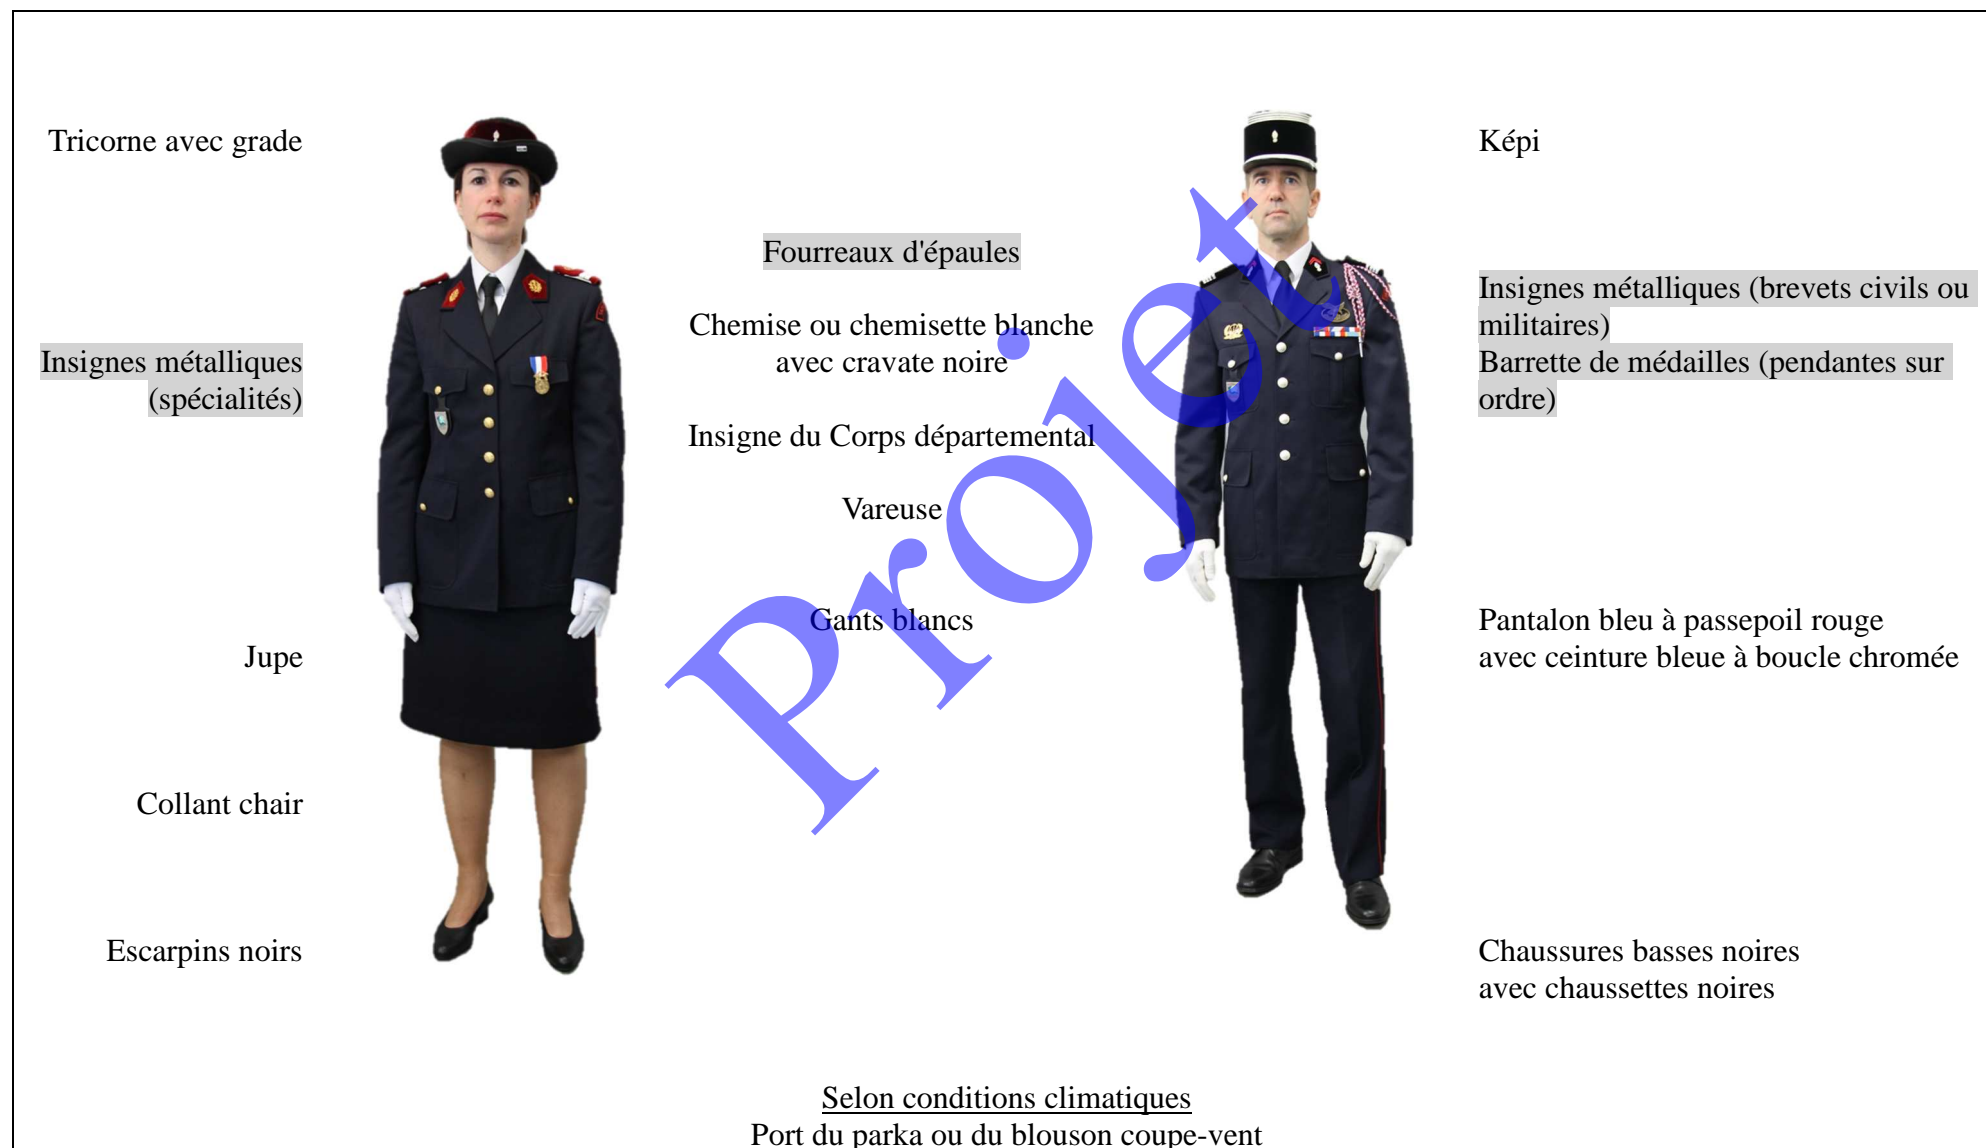 Tricorne avec grade
Insignes métalliques
(spécialités)
Jupe
Collant chair
Escarpins noirs
Fourreaux d'épaules
Chemise ou chemisette blanche
avec cravate noire
Insigne du Corps départemental
Vareuse
Gants blancs
Projet
Képi
Insignes métalliques (brevets civils ou
militaires)
Barrette de médailles (pendantes sur
ordre)
Pantalon bleu à passepoil rouge
avec ceinture bleue à boucle chromée
Chaussures basses noires
avec chaussettes noires
Selon conditions climatiques
Port du parka ou du blouson coupe-vent